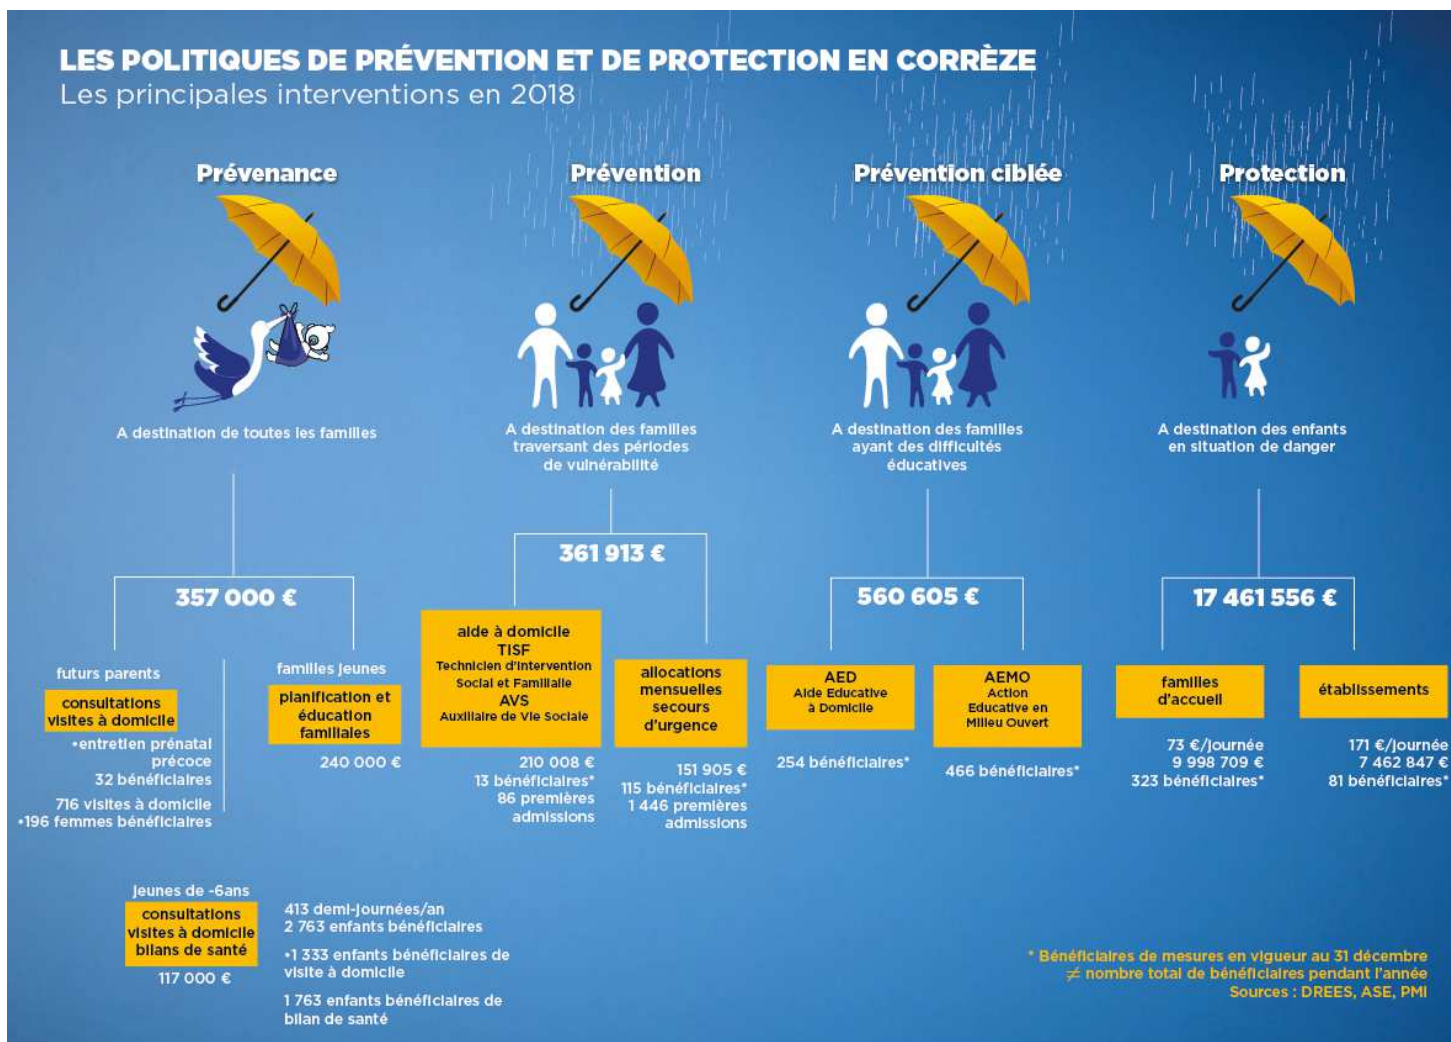 LES POLITIQUES DE PRÉVENTION ET DE PROTECTION EN CORRÈZE
Les principales interventions en 2018
Prévenance
A destination de toutes les familles
357 000 €
futurs parents
consultations
visites à domicile
•entretien prénatal
précoce
32 bénéficiaires
716 visites à domicile
•196 femmes bénéficiaires
familles jeunes
planification et
éducation
familiales
240 000 €
jeunes de -6ans
consultations
visites à domicile
bilans de santé
117 000 €
413 demi-journées/an
2 763 enfants bénéficiaires
•1 333 enfants bénéficiaires de
visite à domicile
1 763 enfants bénéficiaires de
bilan de santé
Prévention
A destination des familles
traversant des périodes
de vulnérabilité
361 913 €
aide à domicile
TISF
Technicien d'Intervention
Social et Familiale
AVS
Auxiliaire de Vie Sociale
210 008 €
13 bénéficiaires*
86 premières
admissions
allocations
mensuelles
secours
d'urgence
151 905 €
115 bénéficiaires*
1 446 premières
admissions
Prévention ciblée
A destination des familles
ayant des difficultés
éducatives
560 605 €
AED
Aide Educative
à Domicile
254 bénéficiaires*
AEMO
Action
Educative en
Milieu Ouvert
466 bénéficiaires*
Protection
A destination des enfants
en situation de danger
17 461 556 €
familles
d'accueil
73 €/journée
9 998 709 €
323 bénéficiaires*
établissements
171 €/journée
7 462 847 €
81 bénéficiaires*
* Bénéficiaires de mesures en vigueur au 31 décembre
≠ nombre total de bénéficiaires pendant l'année
Sources : DREES, ASE, PMI